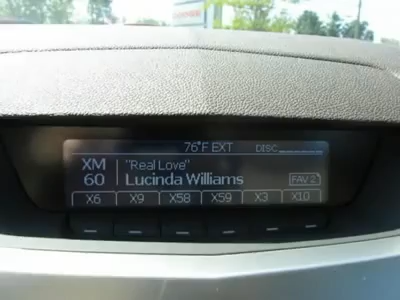 76°F EXT DISC
XM "Real Love"
60 Lucinda Williams FAV 2
X6 X9 X58 X59 X3 X10